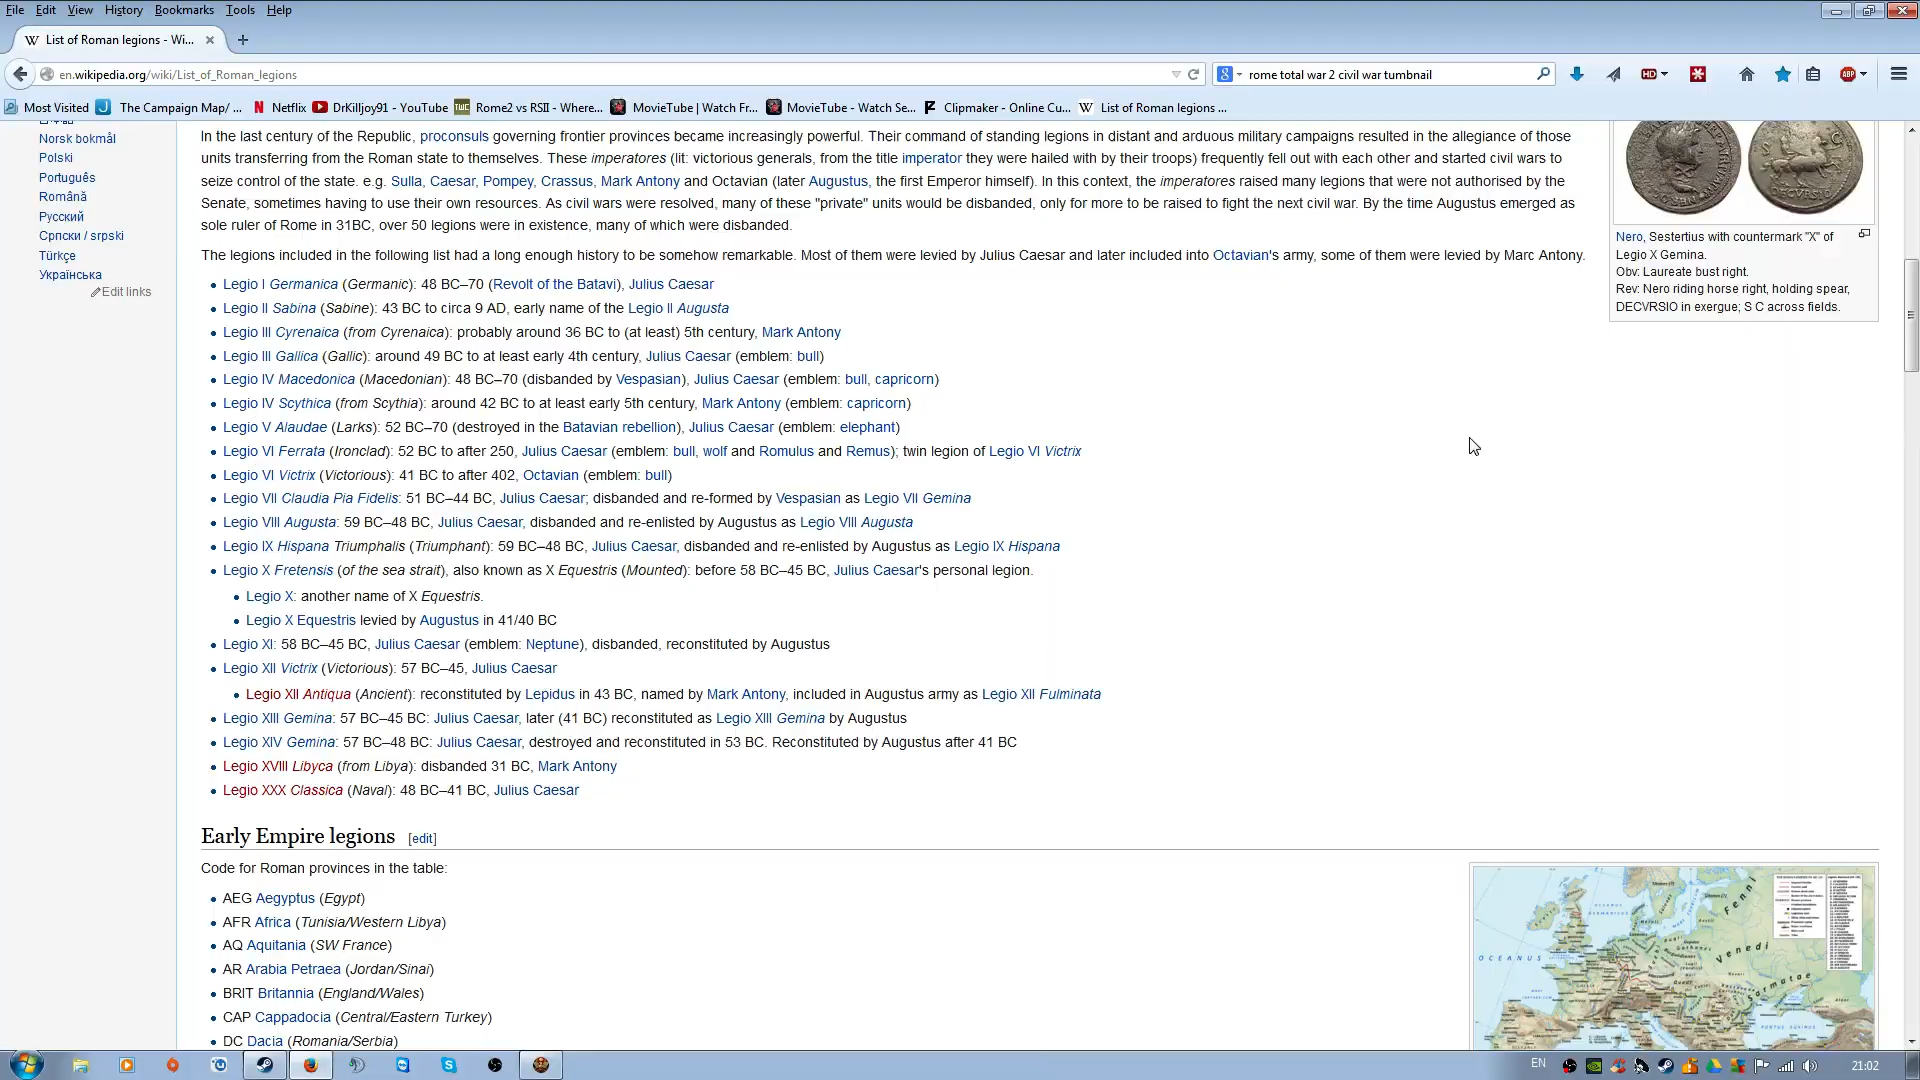 File Edit View History Bookmarks Tools Help
List of Roman legions - Wi...
en.wikipedia.org/wiki/List_of_Roman_legions
rome total war 2 civil war tumbnail
HD
ABP
Most Visited The Campaign Map/ ... Netflix DrKilljoy91 - YouTube Rome2 vs RSII - Where... MovieTube | Watch Fr... MovieTube - Watch Se... Clipmaker - Online Cu... List of Roman legions ...
Norsk bokmål
Polski
Português
Română
Русский
Српски / srpski
Türkçe
Українська
Edit links
In the last century of the Republic, proconsuls governing frontier provinces became increasingly powerful. Their command of standing legions in distant and arduous military campaigns resulted in the allegiance of those
units transferring from the Roman state to themselves. These imperatores (lit: victorious generals, from the title imperator they were hailed with by their troops) frequently fell out with each other and started civil wars to
seize control of the state. e.g. Sulla, Caesar, Pompey, Crassus, Mark Antony and Octavian (later Augustus, the first Emperor himself). In this context, the imperatores raised many legions that were not authorised by the
Senate, sometimes having to use their own resources. As civil wars were resolved, many of these "private" units would be disbanded, only for more to be raised to fight the next civil war. By the time Augustus emerged as
sole ruler of Rome in 31BC, over 50 legions were in existence, many of which were disbanded.
The legions included in the following list had a long enough history to be somehow remarkable. Most of them were levied by Julius Caesar and later included into Octavian's army, some of them were levied by Marc Antony.
Legio I Germanica (Germanic): 48 BC–70 (Revolt of the Batavi), Julius Caesar
Legio II Sabina (Sabine): 43 BC to circa 9 AD, early name of the Legio II Augusta
Legio III Cyrenaica (from Cyrenaica): probably around 36 BC to (at least) 5th century, Mark Antony
Legio III Gallica (Gallic): around 49 BC to at least early 4th century, Julius Caesar (emblem: bull)
Legio IV Macedonica (Macedonian): 48 BC–70 (disbanded by Vespasian), Julius Caesar (emblem: bull, capricorn)
Legio IV Scythica (from Scythia): around 42 BC to at least early 5th century, Mark Antony (emblem: capricorn)
Legio V Alaudae (Larks): 52 BC–70 (destroyed in the Batavian rebellion), Julius Caesar (emblem: elephant)
Legio VI Ferrata (Ironclad): 52 BC to after 250, Julius Caesar (emblem: bull, wolf and Romulus and Remus); twin legion of Legio VI Victrix
Legio VI Victrix (Victorious): 41 BC to after 402, Octavian (emblem: bull)
Legio VII Claudia Pia Fidelis: 51 BC–44 BC, Julius Caesar; disbanded and re-formed by Vespasian as Legio VII Gemina
Legio VIII Augusta: 59 BC–48 BC, Julius Caesar, disbanded and re-enlisted by Augustus as Legio VIII Augusta
Legio IX Hispana Triumphalis (Triumphant): 59 BC–48 BC, Julius Caesar, disbanded and re-enlisted by Augustus as Legio IX Hispana
Legio X Fretensis (of the sea strait), also known as X Equestris (Mounted): before 58 BC–45 BC, Julius Caesar's personal legion.
Legio X: another name of X Equestris.
Legio X Equestris levied by Augustus in 41/40 BC
Legio XI: 58 BC–45 BC, Julius Caesar (emblem: Neptune), disbanded, reconstituted by Augustus
Legio XII Victrix (Victorious): 57 BC–45, Julius Caesar
Legio XII Antiqua (Ancient): reconstituted by Lepidus in 43 BC, named by Mark Antony, included in Augustus army as Legio XII Fulminata
Legio XIII Gemina: 57 BC–45 BC: Julius Caesar, later (41 BC) reconstituted as Legio XIII Gemina by Augustus
Legio XIV Gemina: 57 BC–48 BC: Julius Caesar, destroyed and reconstituted in 53 BC. Reconstituted by Augustus after 41 BC
Legio XVIII Libyca (from Libya): disbanded 31 BC, Mark Antony
Legio XXX Classica (Naval): 48 BC–41 BC, Julius Caesar
Nero, Sestertius with countermark "X" of
Legio X Gemina.
Obv: Laureate bust right.
Rev: Nero riding horse right, holding spear,
DECVRSIO in exergue; S C across fields.
Early Empire legions [edit]
Code for Roman provinces in the table:
AEG Aegyptus (Egypt)
AFR Africa (Tunisia/Western Libya)
AQ Aquitania (SW France)
AR Arabia Petraea (Jordan/Sinai)
BRIT Britannia (England/Wales)
CAP Cappadocia (Central/Eastern Turkey)
DC Dacia (Romania/Serbia)
OCEANUS
Fenni
Venedi
Sarmatae
EN
21:02